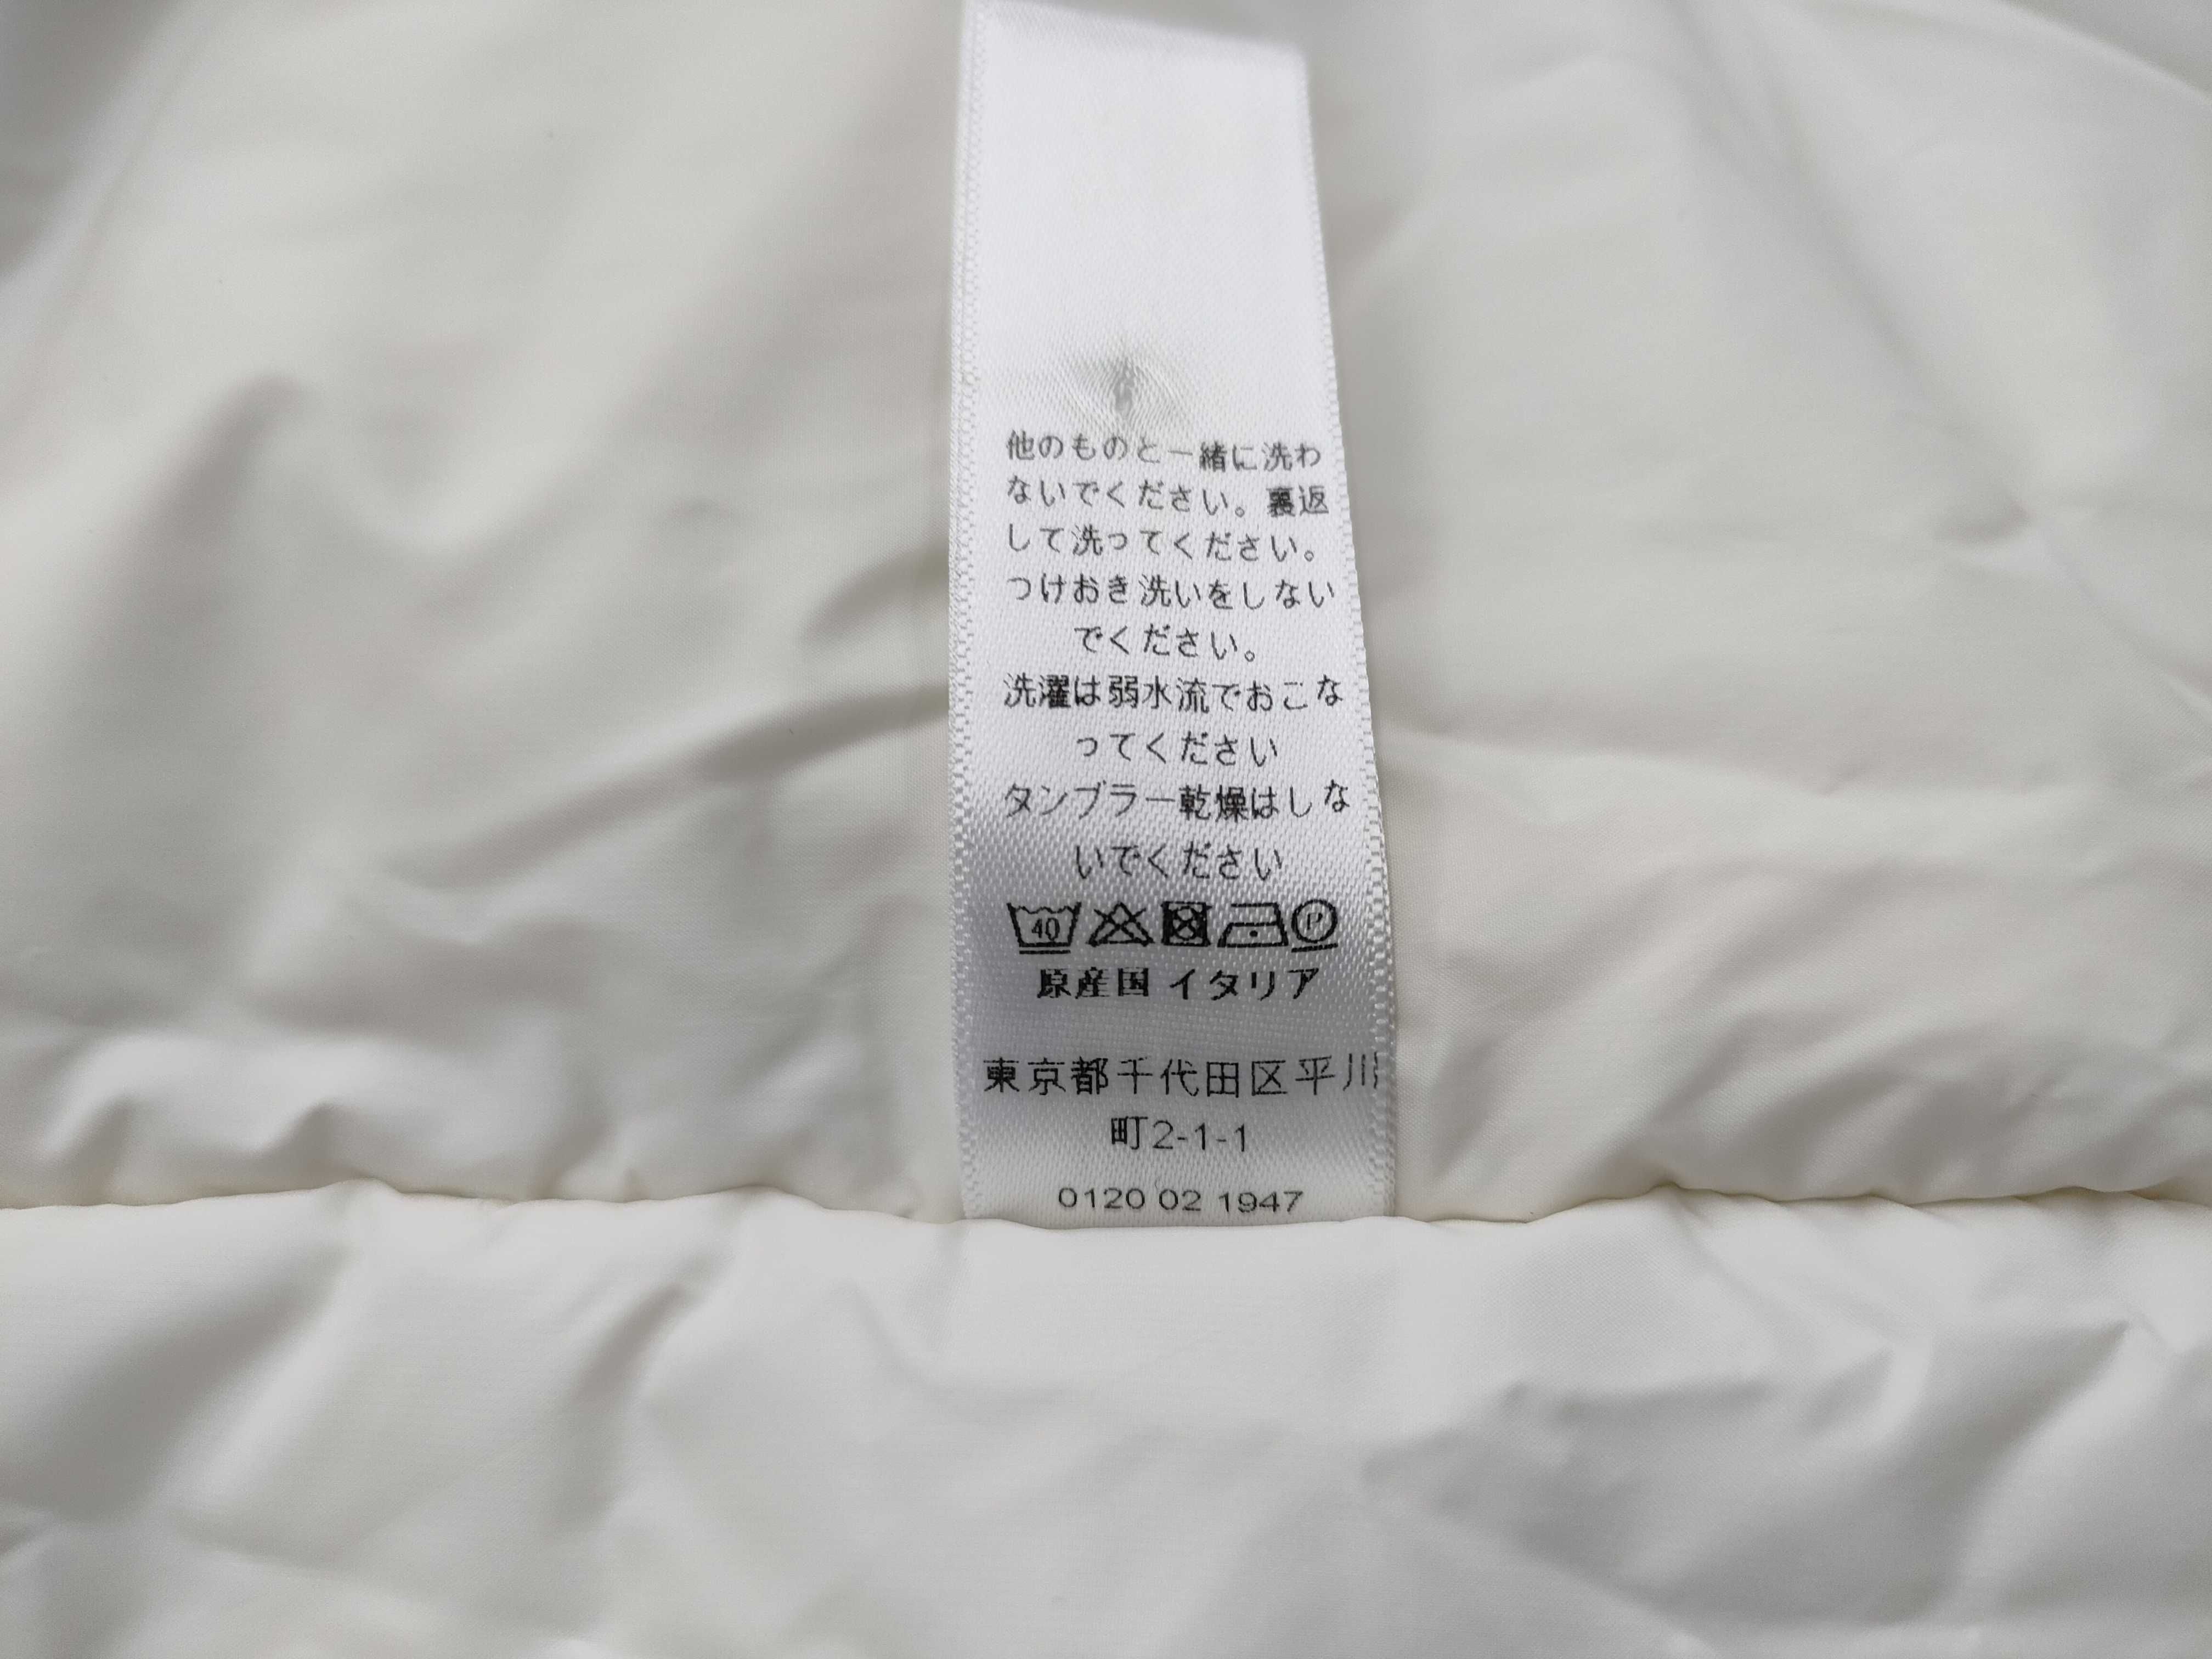 他のものと一緒に洗わ
ないでください。裏返
して洗ってください。
つけおき洗いをしない
でください。
洗濯は弱水流でおこな
ってください
タンブラー乾燥はしな
いでください
40 P
原産国 イタリア
東京都千代田区平川
町2-1-1
0120 02 1947